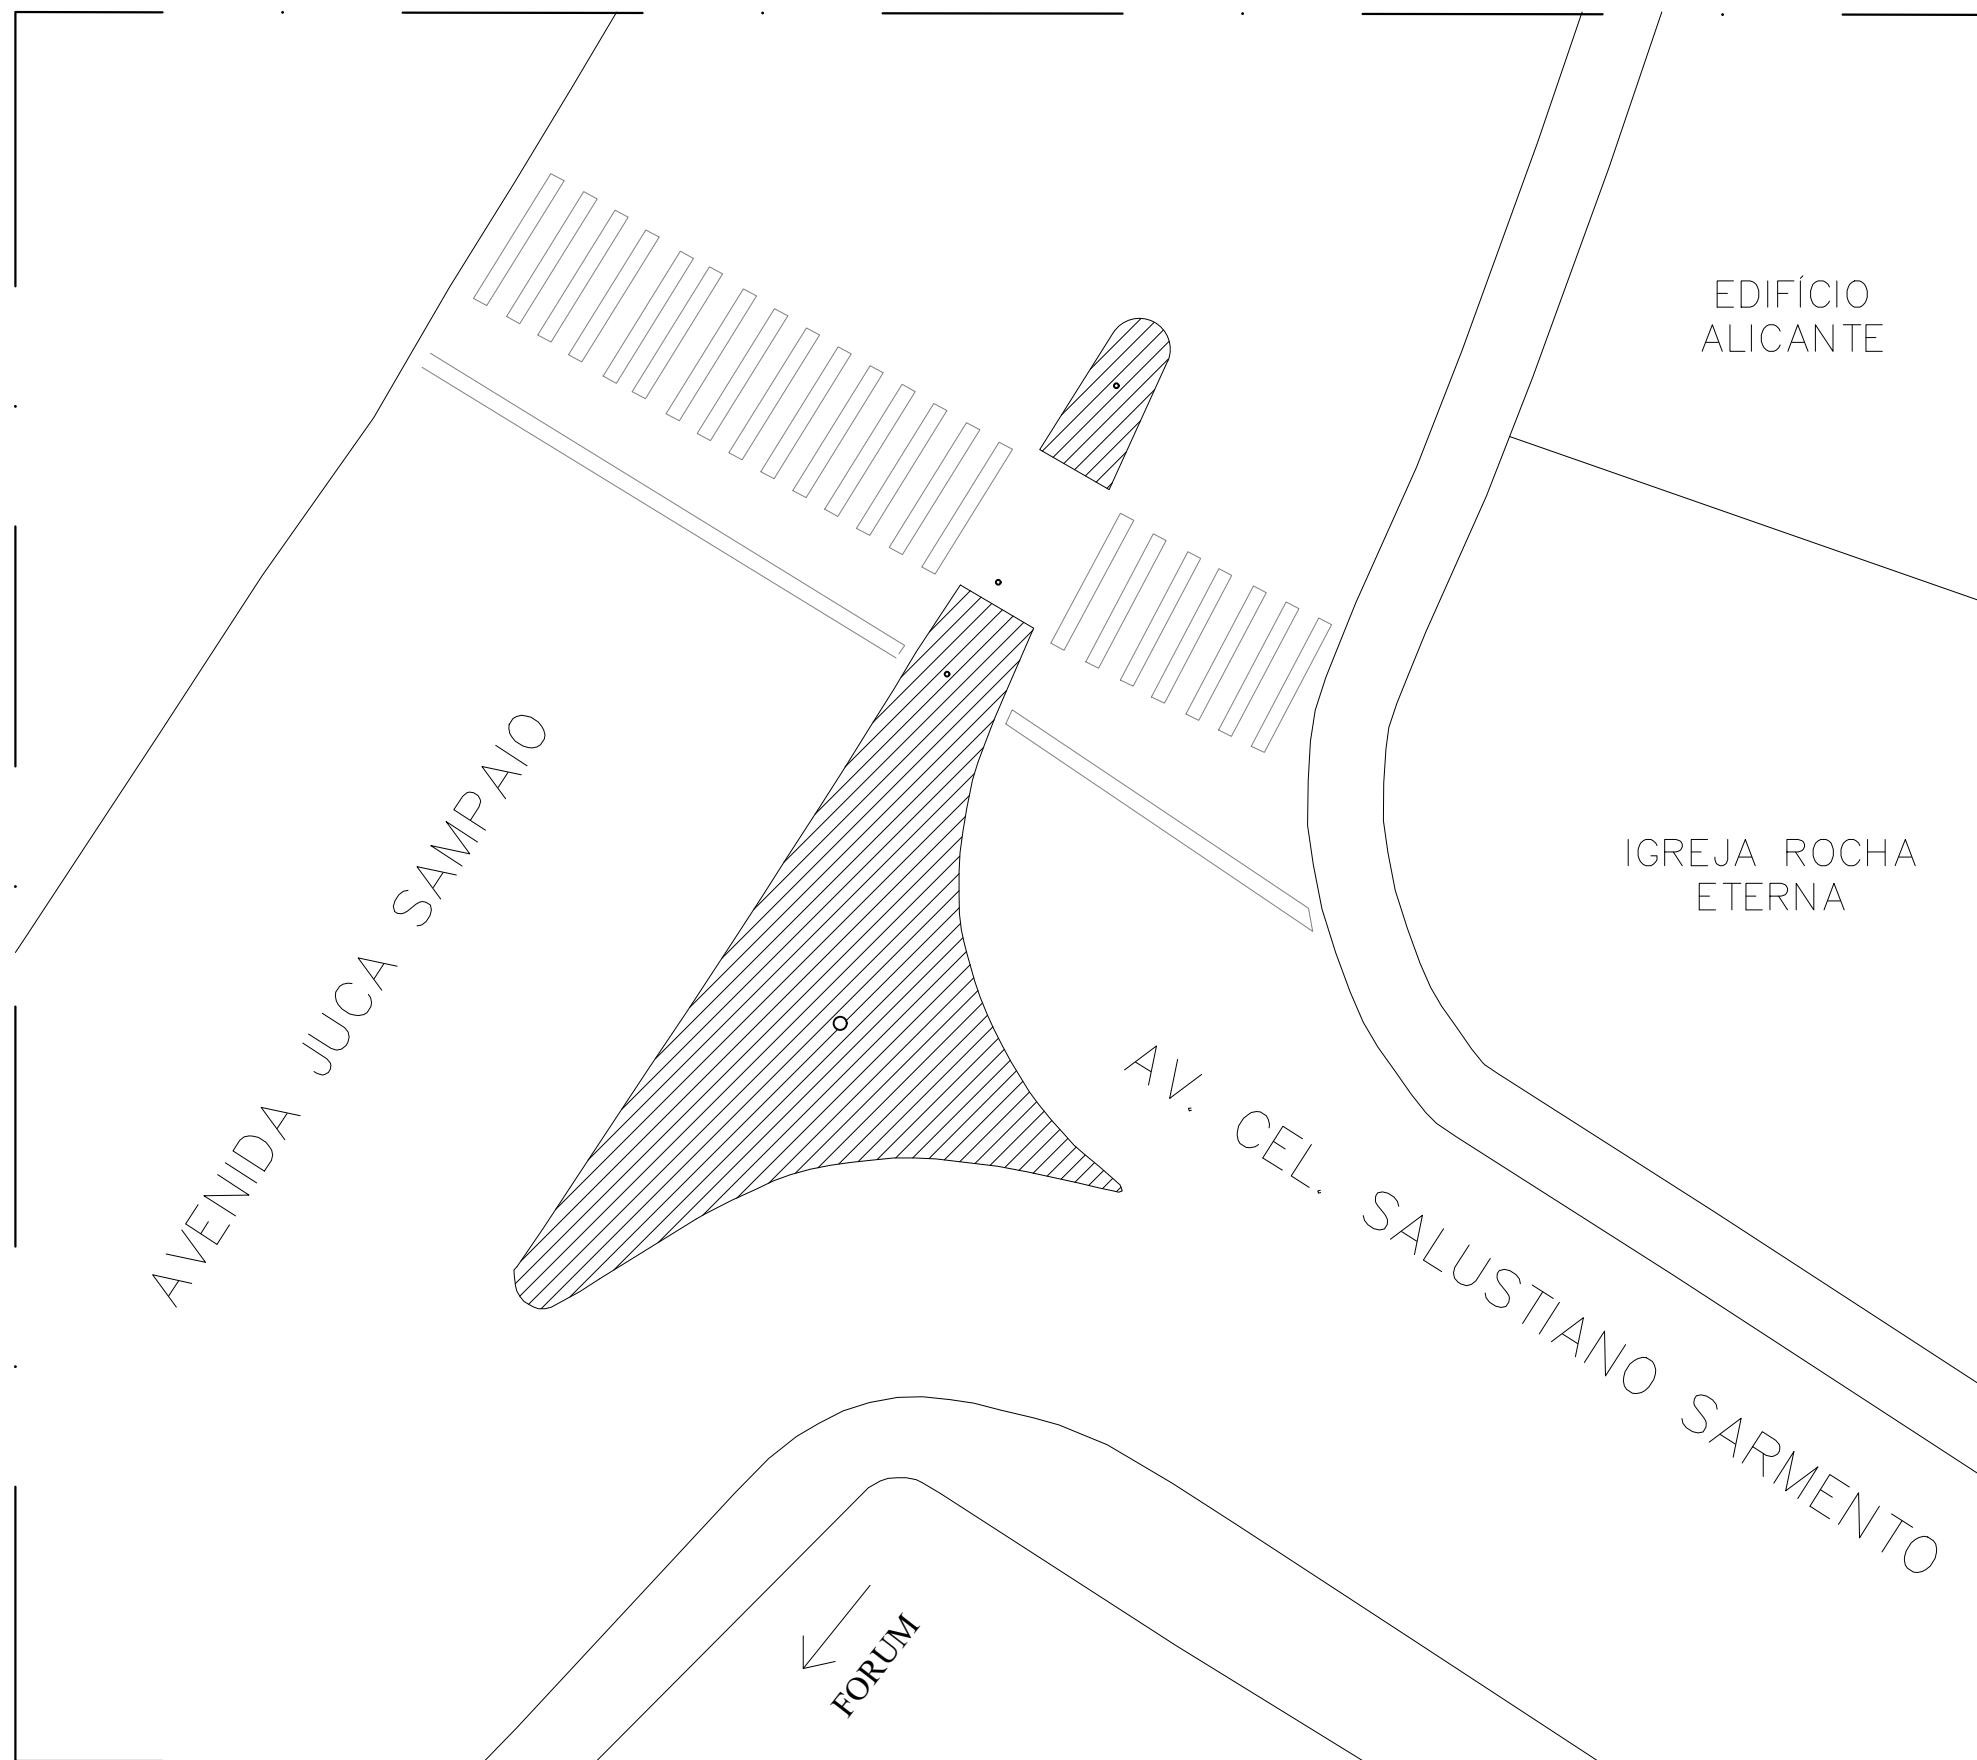 EDIFÍCIO
ALICANTE
IGREJA ROCHA
ETERNA
AVENIDA JUCA SAMPAIO
AV. CEL. SALUSTIANO SARMENTO
FORUM